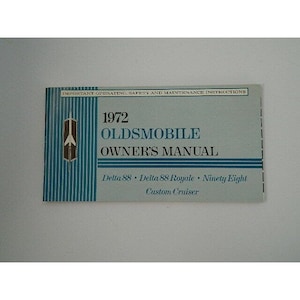 IMPORTANT OPERATING, SAFETY AND MAINTENANCE INSTRUCTIONS
1972
OLDSMOBILE
OWNER'S MANUAL
Delta 88 • Delta 88 Royale • Ninety Eight
Custom Cruiser